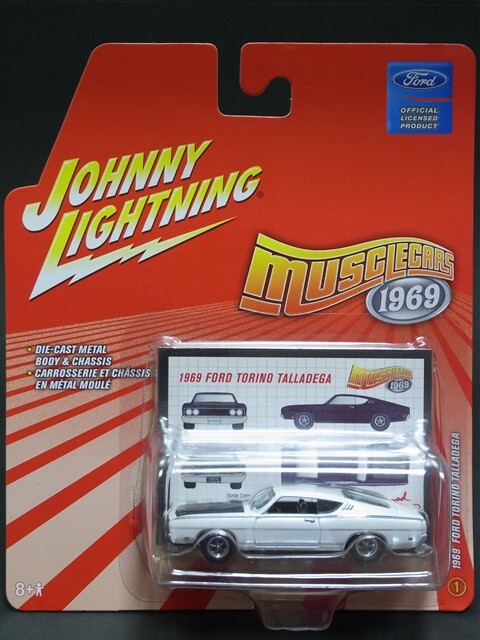 Ford
OFFICIAL
LICENSED
PRODUCT
JOHNNY
LIGHTNING®
MUSCLECARS
1969
• DIE-CAST METAL
BODY & CHASSIS
• CARROSSERIE ET CHÂSSIS
EN MÉTAL MOULÉ
1969 FORD TORINO TALLADEGA
MUSCLECARS
1969
1969 FORD TORINO TALLADEGA
1
8+